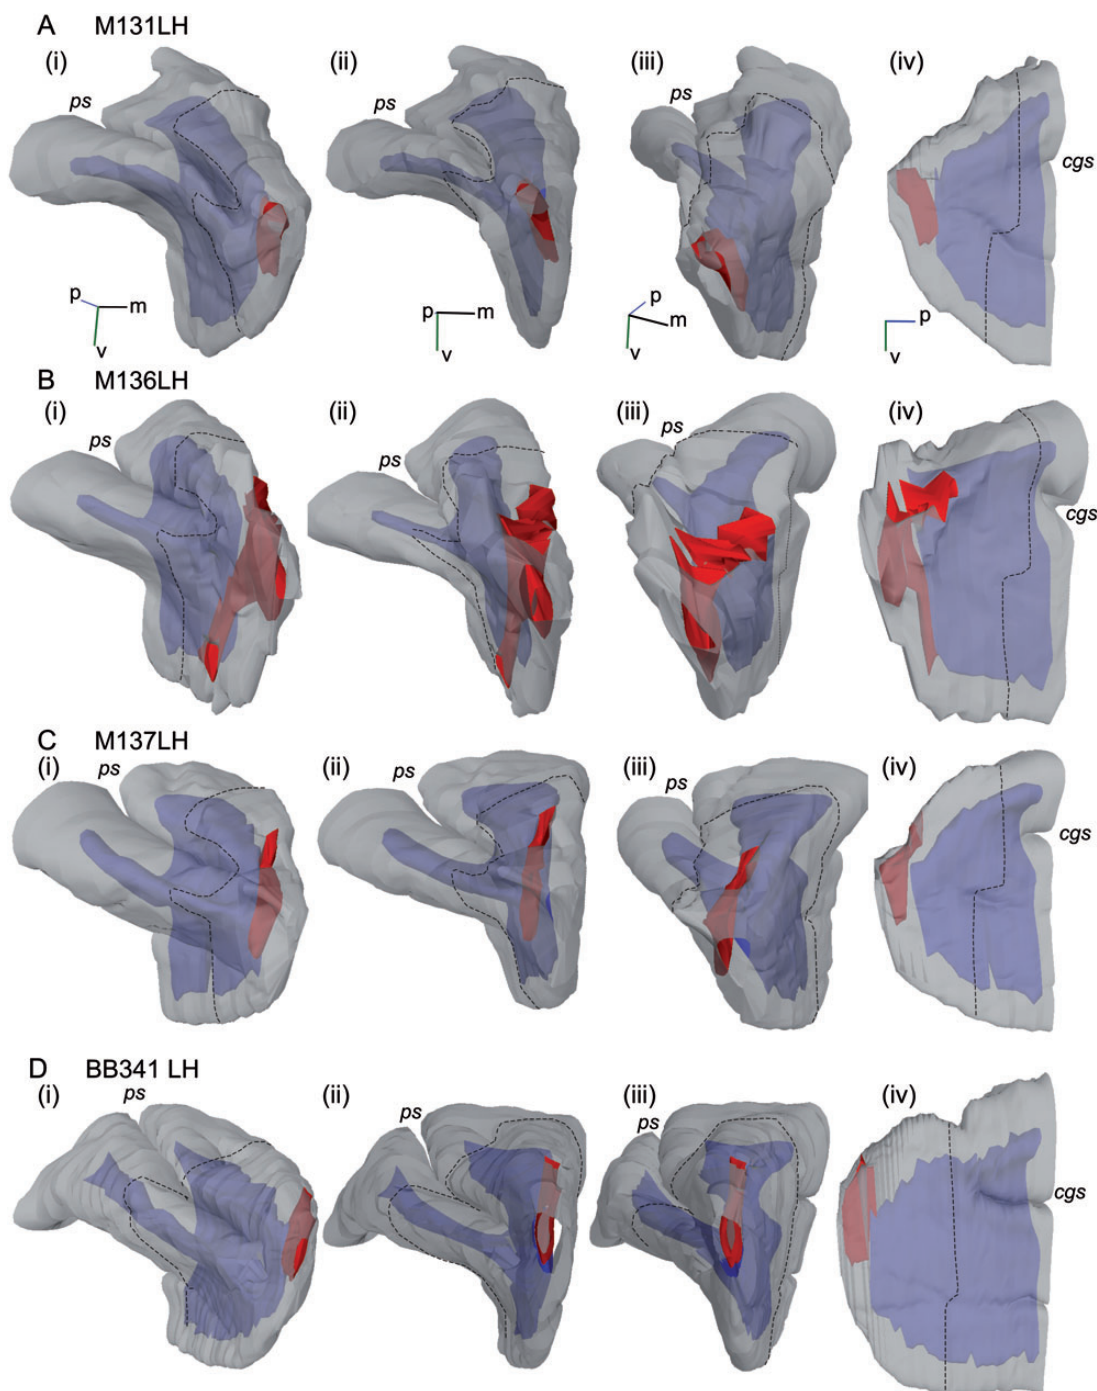 A M131LH
(i) (ii) (iii) (iv)
ps ps ps
cgs
p m v p m v p m v p v
B M136LH
(i) (ii) (iii) (iv)
ps ps ps
cgs
C M137LH
(i) (ii) (iii) (iv)
ps ps ps
cgs
D BB341 LH
(i) (ii) (iii) (iv)
ps ps ps
cgs